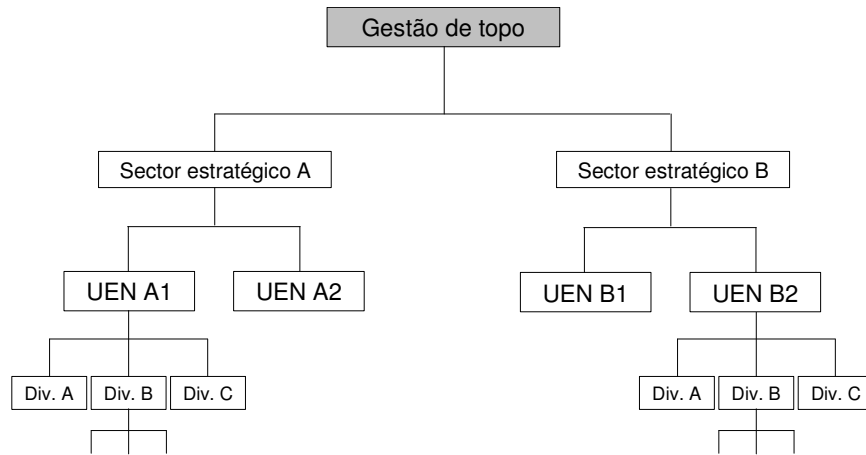 Gestão de topo
Sector estratégico A
Sector estratégico B
UEN A1
UEN A2
UEN B1
UEN B2
Div. A
Div. B
Div. C
Div. A
Div. B
Div. C